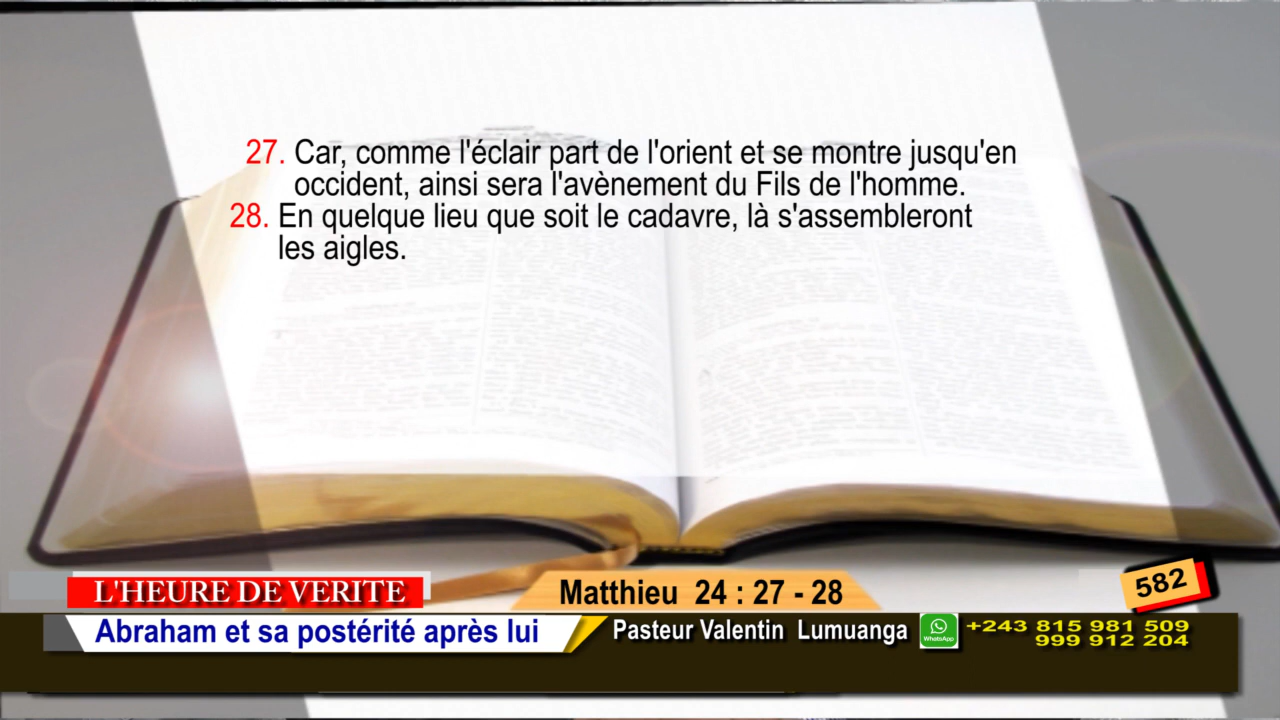 27. Car, comme l'éclair part de l'orient et se montre jusqu'en
occident, ainsi sera l'avènement du Fils de l'homme.
28. En quelque lieu que soit le cadavre, là s'assembleront
les aigles.
L'HEURE DE VERITE
Matthieu 24 : 27 - 28
582
Abraham et sa postérité après lui
Pasteur Valentin Lumuanga
WhatsApp
+243 815 981 509
999 912 204